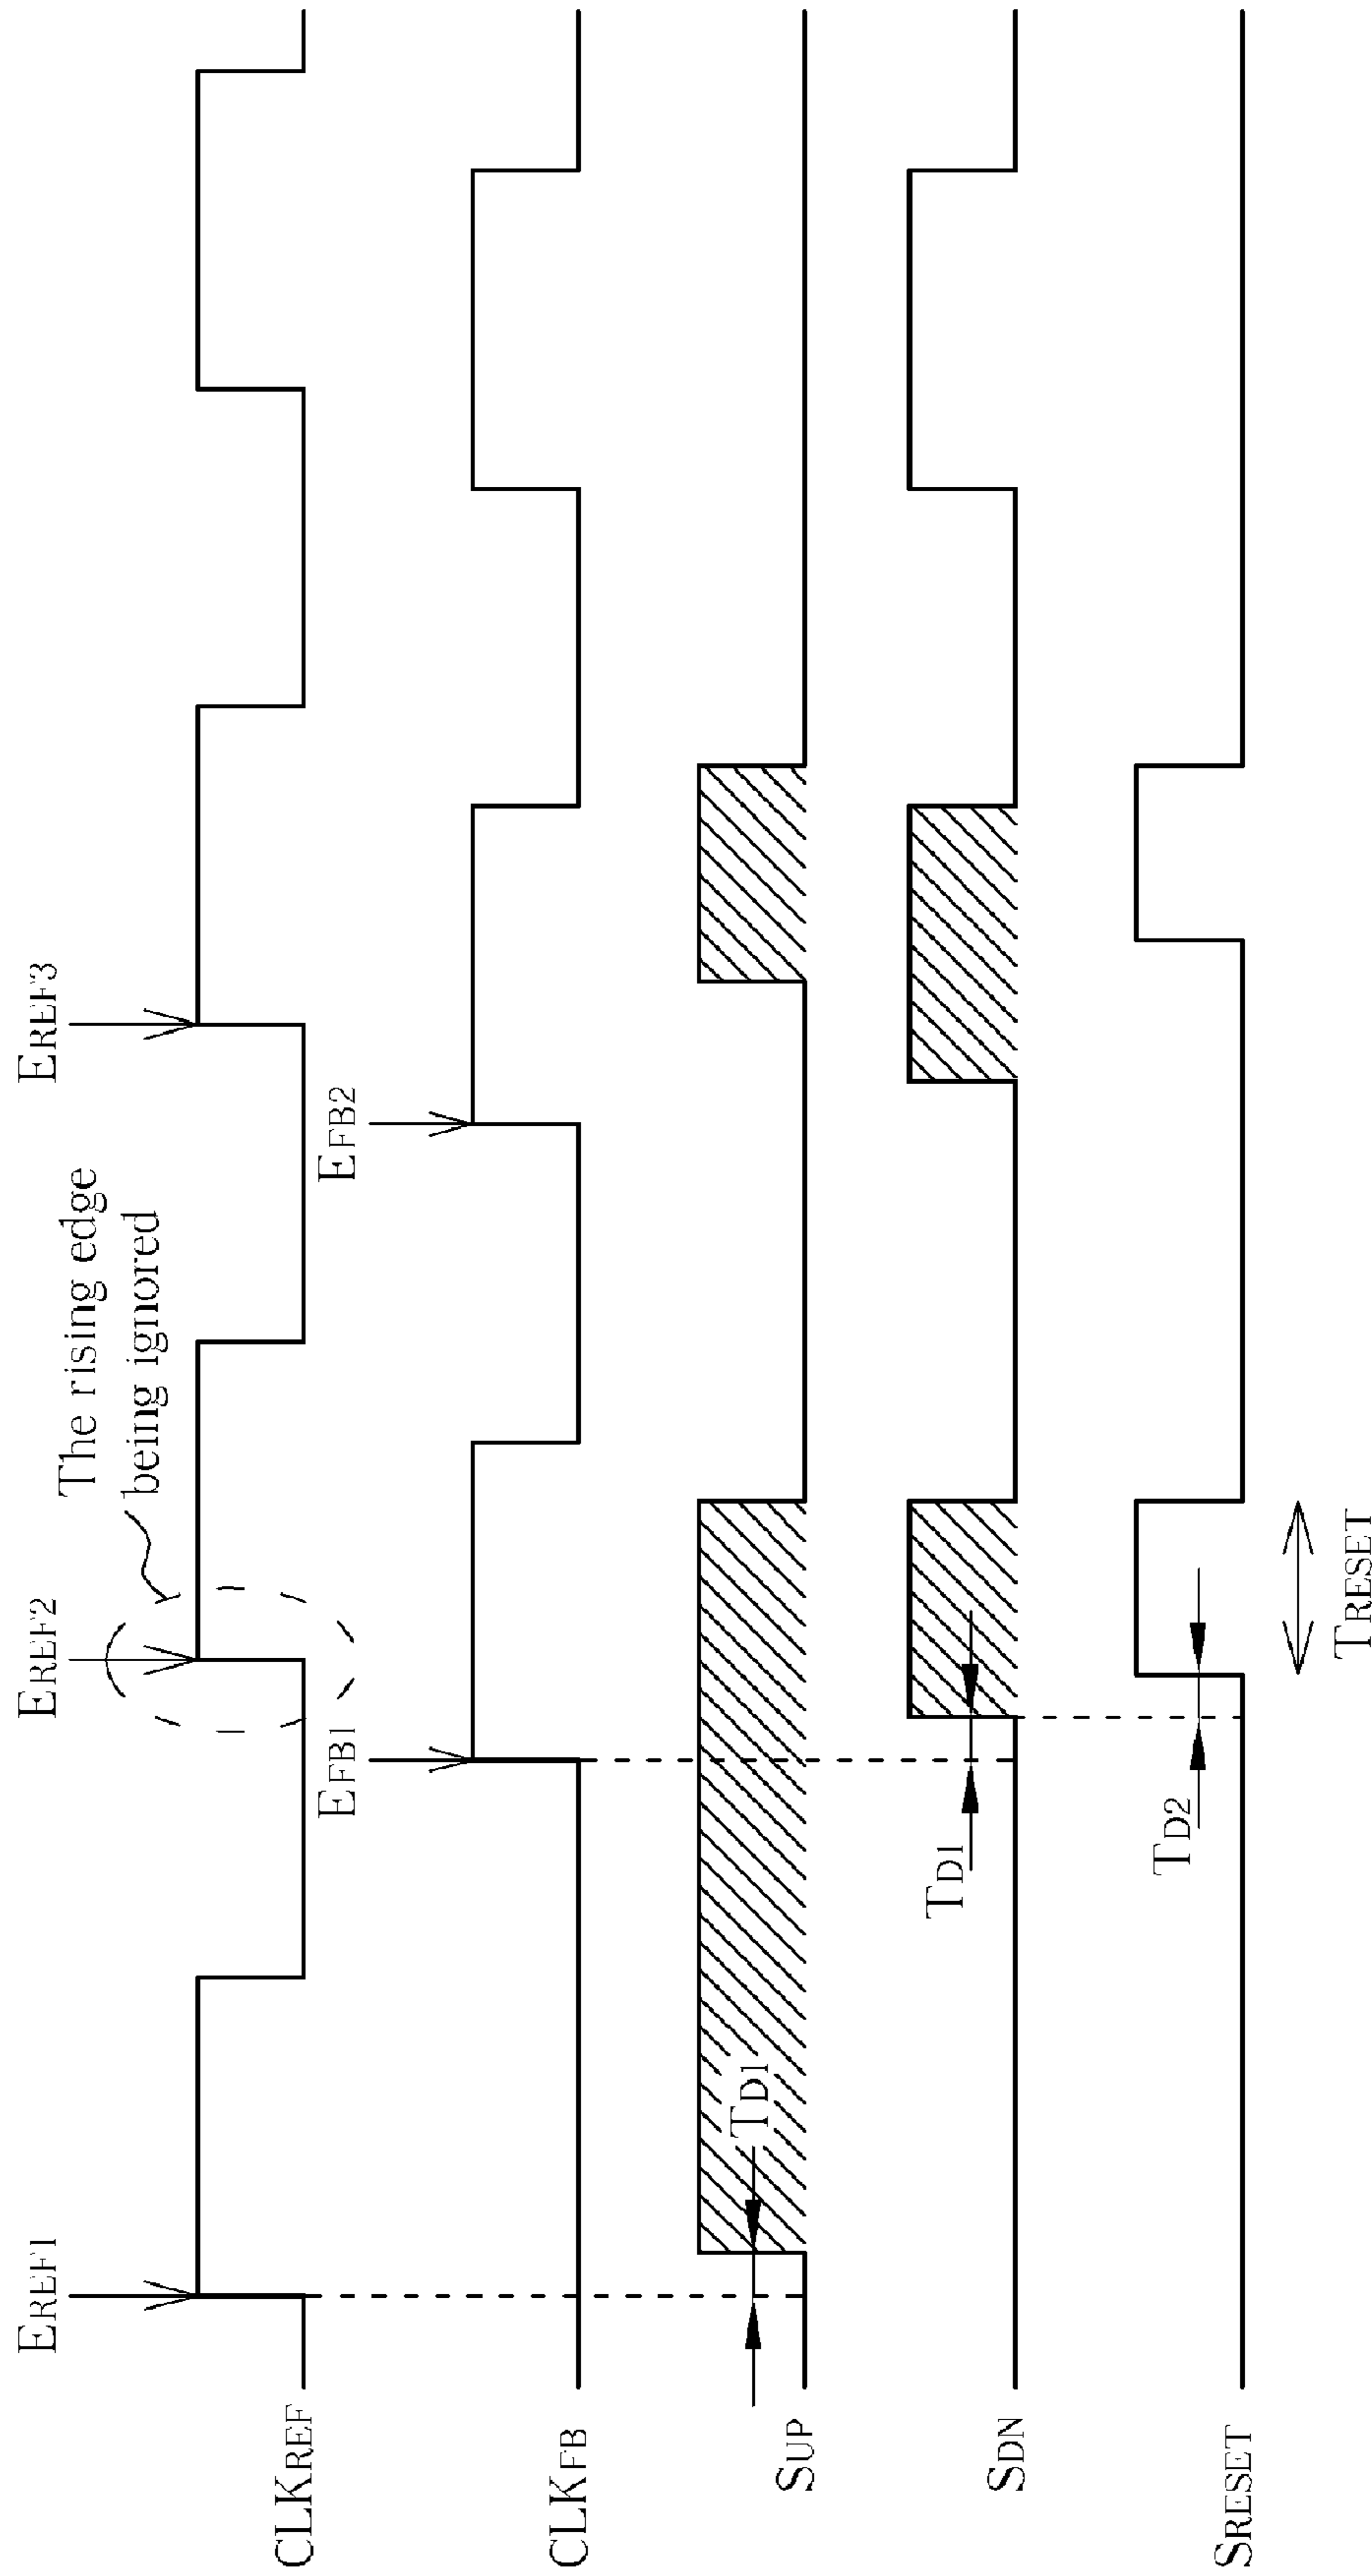 EREF1
EREF2
EREF3
The rising edge
being ignored
CLKREF
EFB1
EFB2
CLKFB
TD1
SUP
TD1
SDN
TD2
SRESET
TRESET